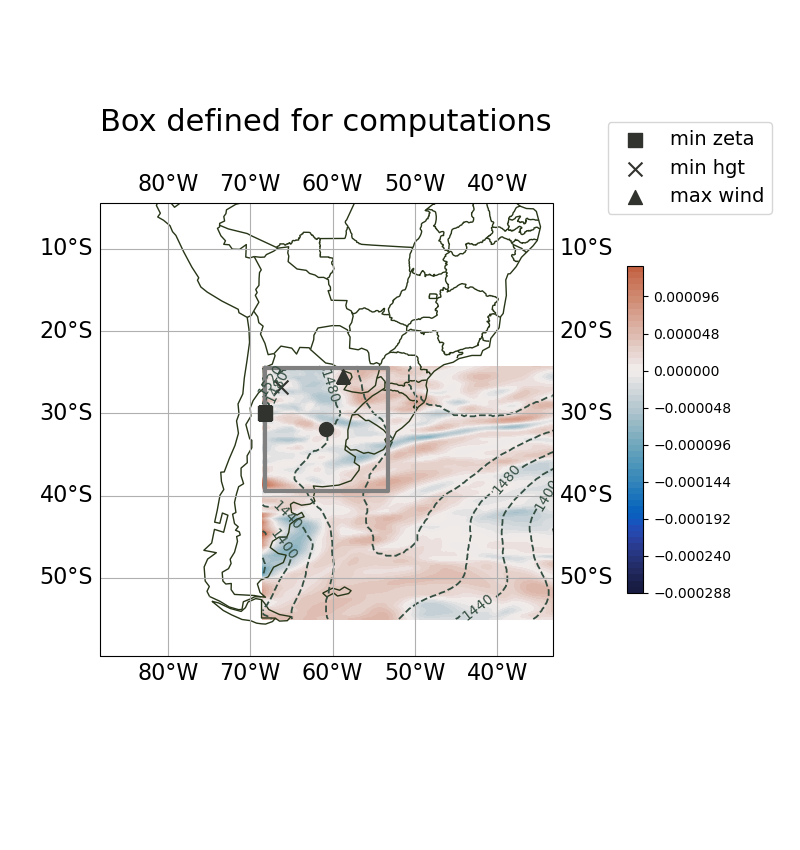 Box defined for computations
min zeta
min hgt
max wind
80°W 70°W 60°W 50°W 40°W
10°S 10°S
20°S 20°S
30°S 30°S
40°S 40°S
50°S 50°S
80°W 70°W 60°W 50°W 40°W
0.000096
0.000048
0.000000
−0.000048
−0.000096
−0.000144
−0.000192
−0.000240
−0.000288
1480
1480
1440
1400
1400
1440